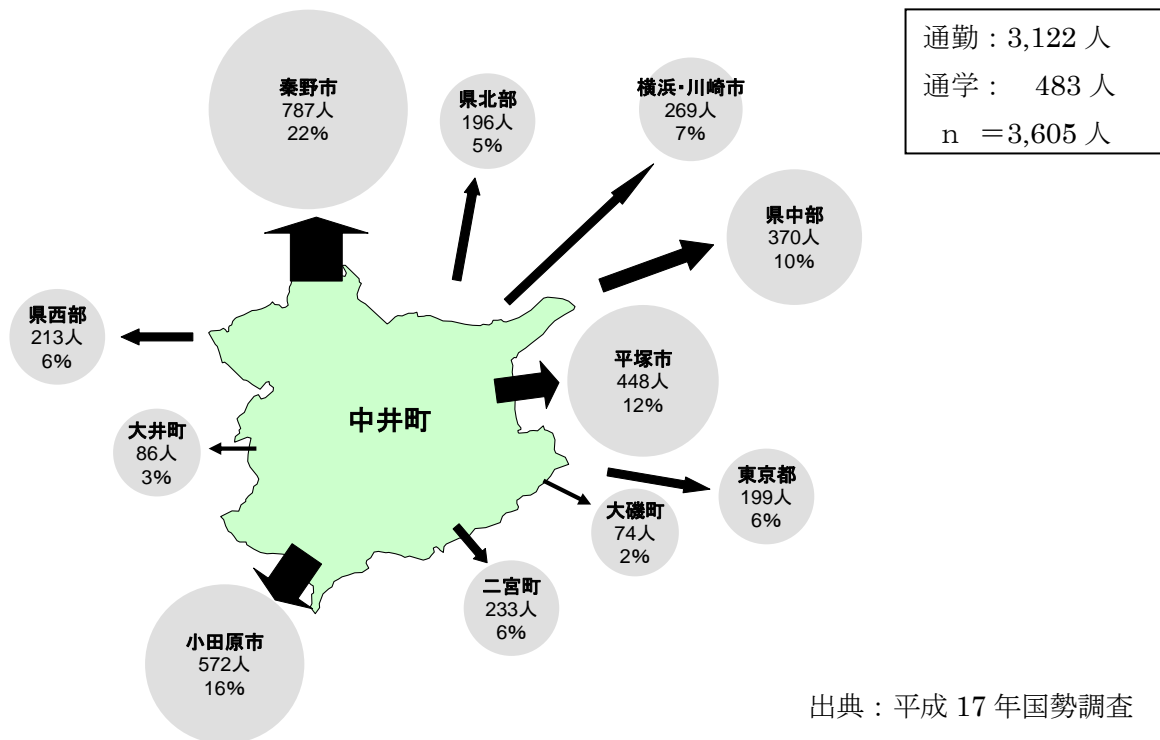 通勤：3,122 人
通学：　483 人
ｎ　＝3,605 人
秦野市
787人
22%
県北部
196人
5%
横浜・川崎市
269人
7%
県中部
370人
10%
県西部
213人
6%
平塚市
448人
12%
中井町
大井町
86人
3%
東京都
199人
6%
大磯町
74人
2%
二宮町
233人
6%
小田原市
572人
16%
出典：平成 17 年国勢調査